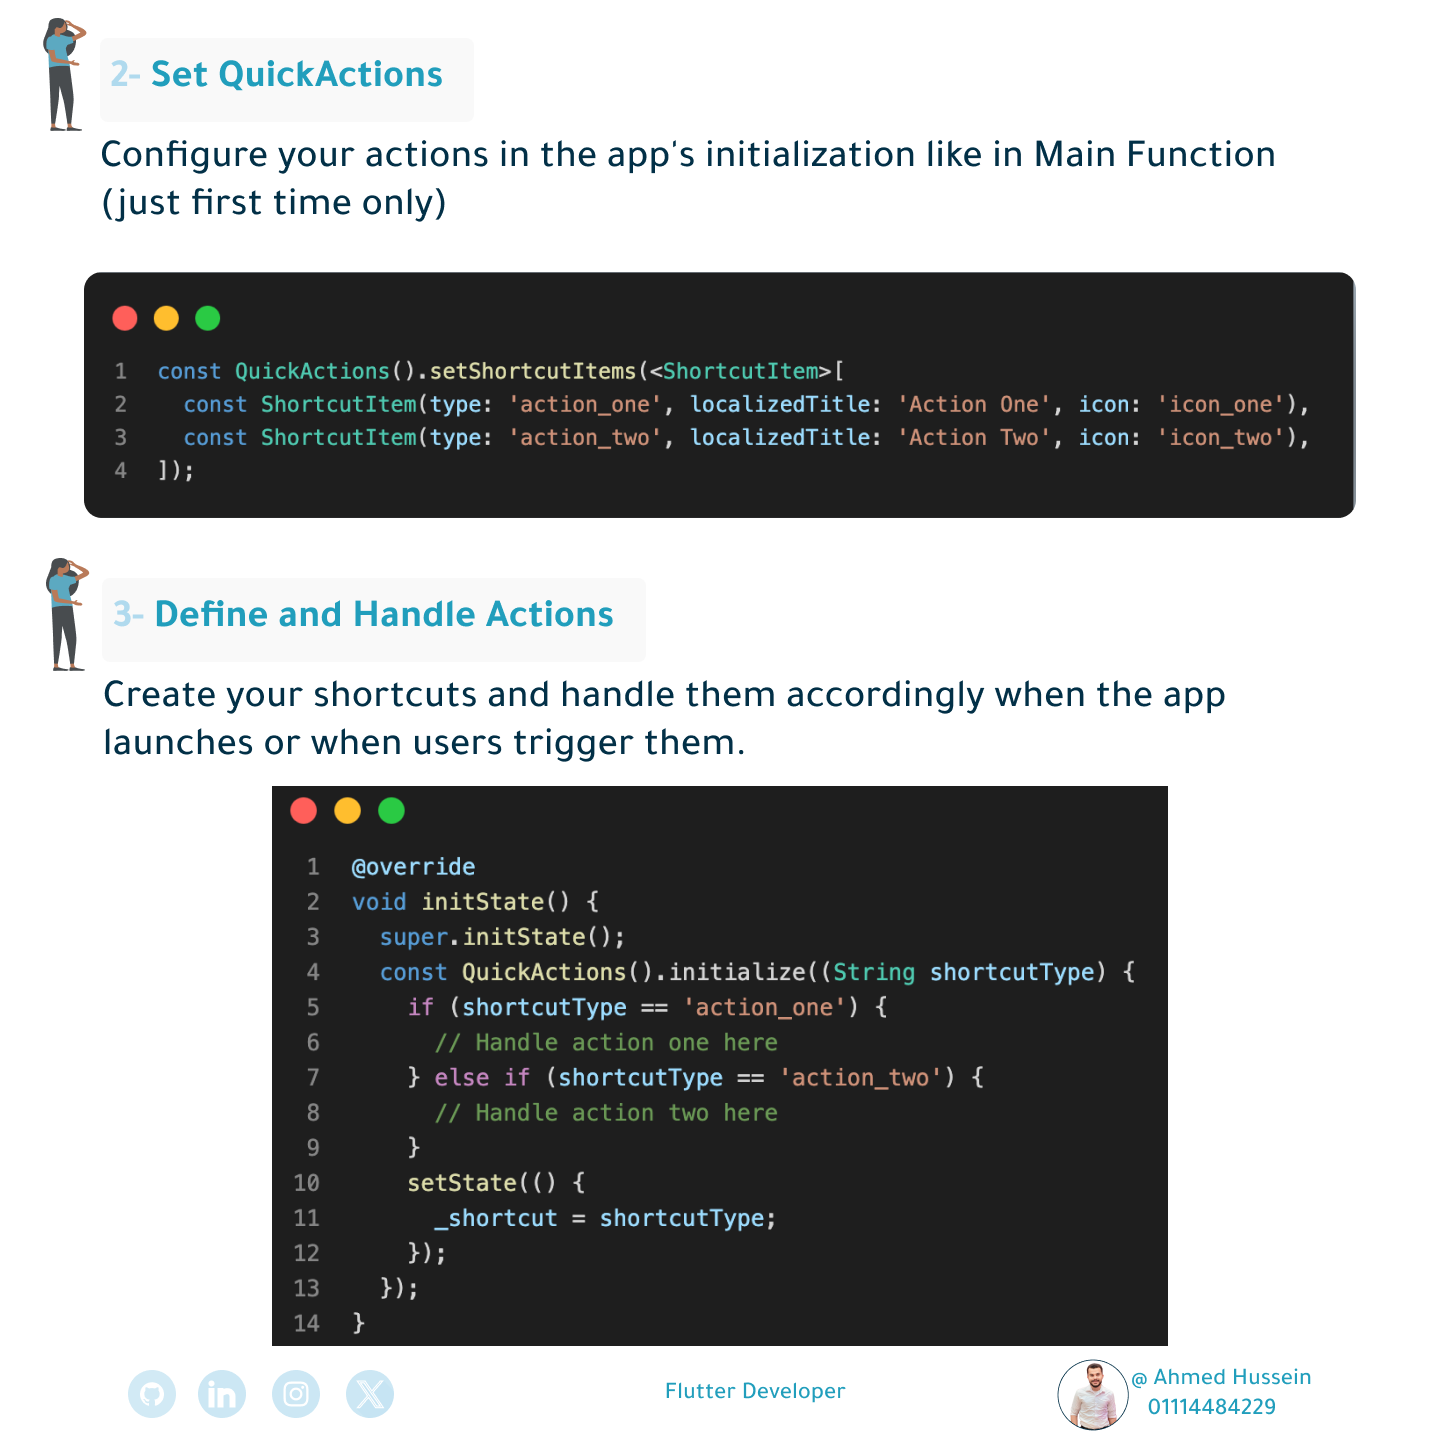 2- Set QuickActions
Configure your actions in the app's initialization like in Main Function
(just first time only)
1 const QuickActions().setShortcutItems(<ShortcutItem>[
2   const ShortcutItem(type: 'action_one', localizedTitle: 'Action One', icon: 'icon_one'),
3   const ShortcutItem(type: 'action_two', localizedTitle: 'Action Two', icon: 'icon_two'),
4 ]);
3- Define and Handle Actions
Create your shortcuts and handle them accordingly when the app
launches or when users trigger them.
1 @override
2 void initState() {
3   super.initState();
4   const QuickActions().initialize((String shortcutType) {
5     if (shortcutType == 'action_one') {
6       // Handle action one here
7     } else if (shortcutType == 'action_two') {
8       // Handle action two here
9     }
10     setState(() {
11       _shortcut = shortcutType;
12     });
13   });
14 }
in
Flutter Developer
@ Ahmed Hussein
01114484229